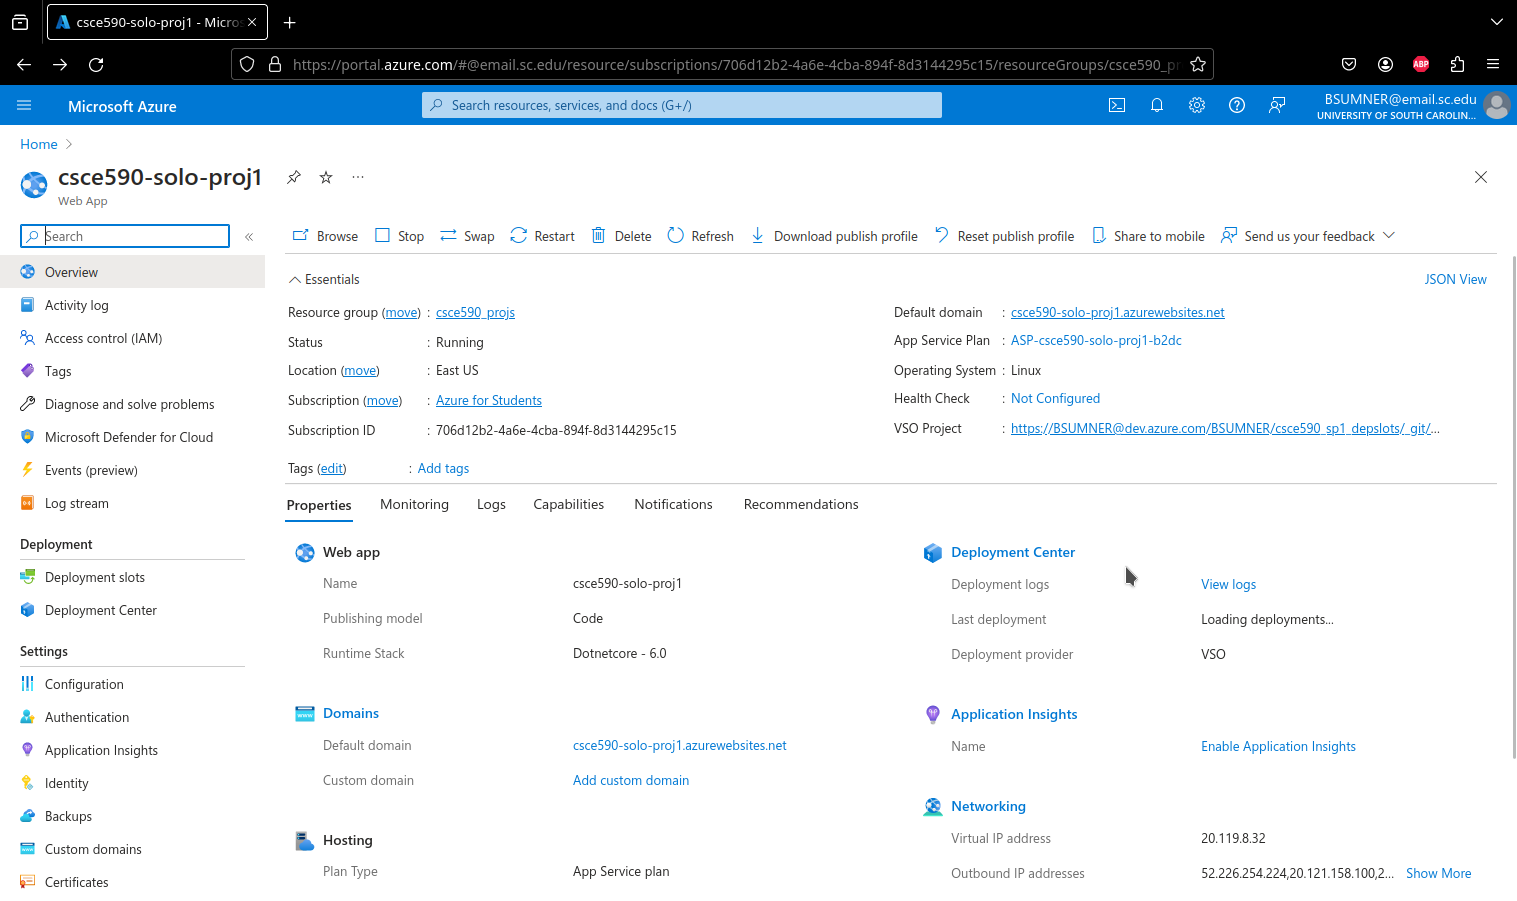 csce590-solo-proj1 - Micros
https://portal.azure.com/#@email.sc.edu/resource/subscriptions/706d12b2-4a6e-4cba-894f-8d3144295c15/resourceGroups/csce590_pr
ABP
Microsoft Azure
Search resources, services, and docs (G+/)
BSUMNER@email.sc.edu
UNIVERSITY OF SOUTH CAROLIN...
Home
csce590-solo-proj1
Web App
Search
Browse Stop Swap Restart Delete Refresh Download publish profile Reset publish profile Share to mobile Send us your feedback
Overview
Activity log
Access control (IAM)
Tags
Diagnose and solve problems
Microsoft Defender for Cloud
Events (preview)
Log stream
Deployment
Deployment slots
Deployment Center
Settings
Configuration
Authentication
Application Insights
Identity
Backups
Custom domains
Certificates
Essentials
JSON View
Resource group (move) : csce590_projs
Status : Running
Location (move) : East US
Subscription (move) : Azure for Students
Subscription ID : 706d12b2-4a6e-4cba-894f-8d3144295c15
Default domain : csce590-solo-proj1.azurewebsites.net
App Service Plan : ASP-csce590-solo-proj1-b2dc
Operating System : Linux
Health Check : Not Configured
VSO Project : https://BSUMNER@dev.azure.com/BSUMNER/csce590_sp1_depslots/_git/...
Tags (edit) : Add tags
Properties Monitoring Logs Capabilities Notifications Recommendations
Web app
Name csce590-solo-proj1
Publishing model Code
Runtime Stack Dotnetcore - 6.0
Domains
Default domain csce590-solo-proj1.azurewebsites.net
Custom domain Add custom domain
Hosting
Plan Type App Service plan
Deployment Center
Deployment logs View logs
Last deployment Loading deployments...
Deployment provider VSO
Application Insights
Name Enable Application Insights
Networking
Virtual IP address 20.119.8.32
Outbound IP addresses 52.226.254.224,20.121.158.100,2... Show More